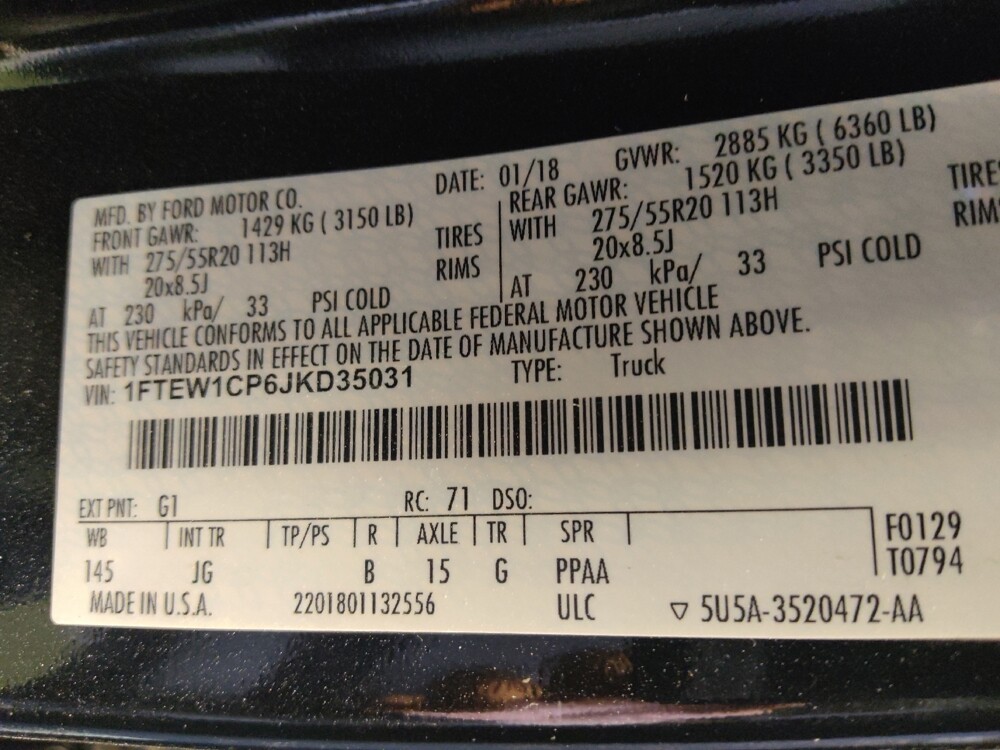 MFD. BY FORD MOTOR CO. DATE: 01/18 GVWR: 2885 KG ( 6360 LB)
FRONT GAWR: 1429 KG ( 3150 LB) REAR GAWR: 1520 KG ( 3350 LB)
WITH 275/55R20 113H TIRES WITH 275/55R20 113H TIRES
20x8.5J RIMS 20x8.5J RIMS
AT 230 kPa/ 33 PSI COLD AT 230 kPa/ 33 PSI COLD
THIS VEHICLE CONFORMS TO ALL APPLICABLE FEDERAL MOTOR VEHICLE
SAFETY STANDARDS IN EFFECT ON THE DATE OF MANUFACTURE SHOWN ABOVE.
VIN: 1FTEW1CP6JKD35031 TYPE: Truck
EXT PNT: G1 RC: 71 DSO:
WB INT TR TP/PS R AXLE TR SPR F0129
145 JG B 15 G PPAA T0794
MADE IN U.S.A. 2201801132556 ULC ▽ 5U5A-3520472-AA